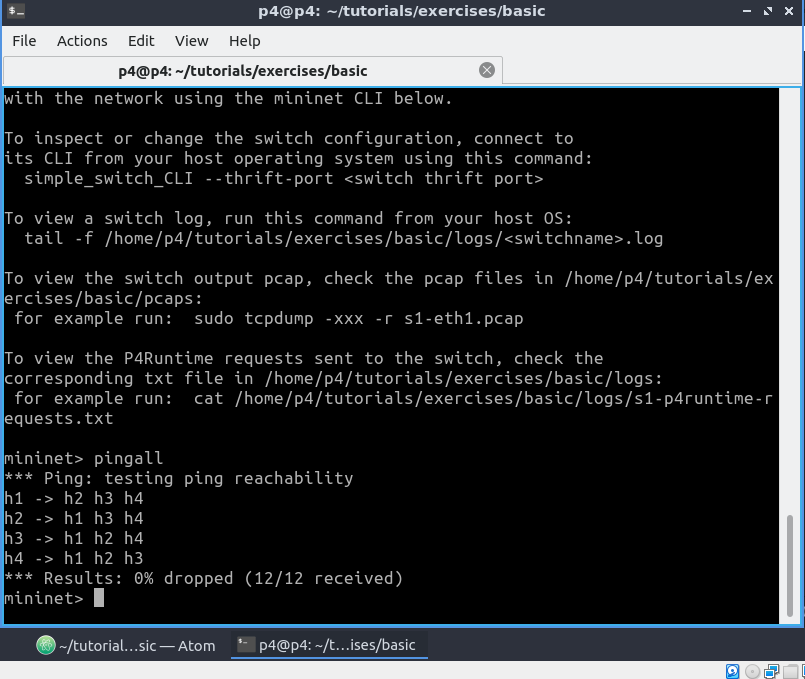 p4@p4: ~/tutorials/exercises/basic
File Actions Edit View Help
p4@p4: ~/tutorials/exercises/basic
with the network using the mininet CLI below.
To inspect or change the switch configuration, connect to
its CLI from your host operating system using this command:
simple_switch_CLI --thrift-port <switch thrift port>
To view a switch log, run this command from your host OS:
tail -f /home/p4/tutorials/exercises/basic/logs/<switchname>.log
To view the switch output pcap, check the pcap files in /home/p4/tutorials/ex
ercises/basic/pcaps:
for example run:  sudo tcpdump -xxx -r s1-eth1.pcap
To view the P4Runtime requests sent to the switch, check the
corresponding txt file in /home/p4/tutorials/exercises/basic/logs:
for example run:  cat /home/p4/tutorials/exercises/basic/logs/s1-p4runtime-r
equests.txt
mininet> pingall
*** Ping: testing ping reachability
h1 -> h2 h3 h4
h2 -> h1 h3 h4
h3 -> h1 h2 h4
h4 -> h1 h2 h3
*** Results: 0% dropped (12/12 received)
mininet>
~/tutorial...sic — Atom
p4@p4: ~/t...ises/basic